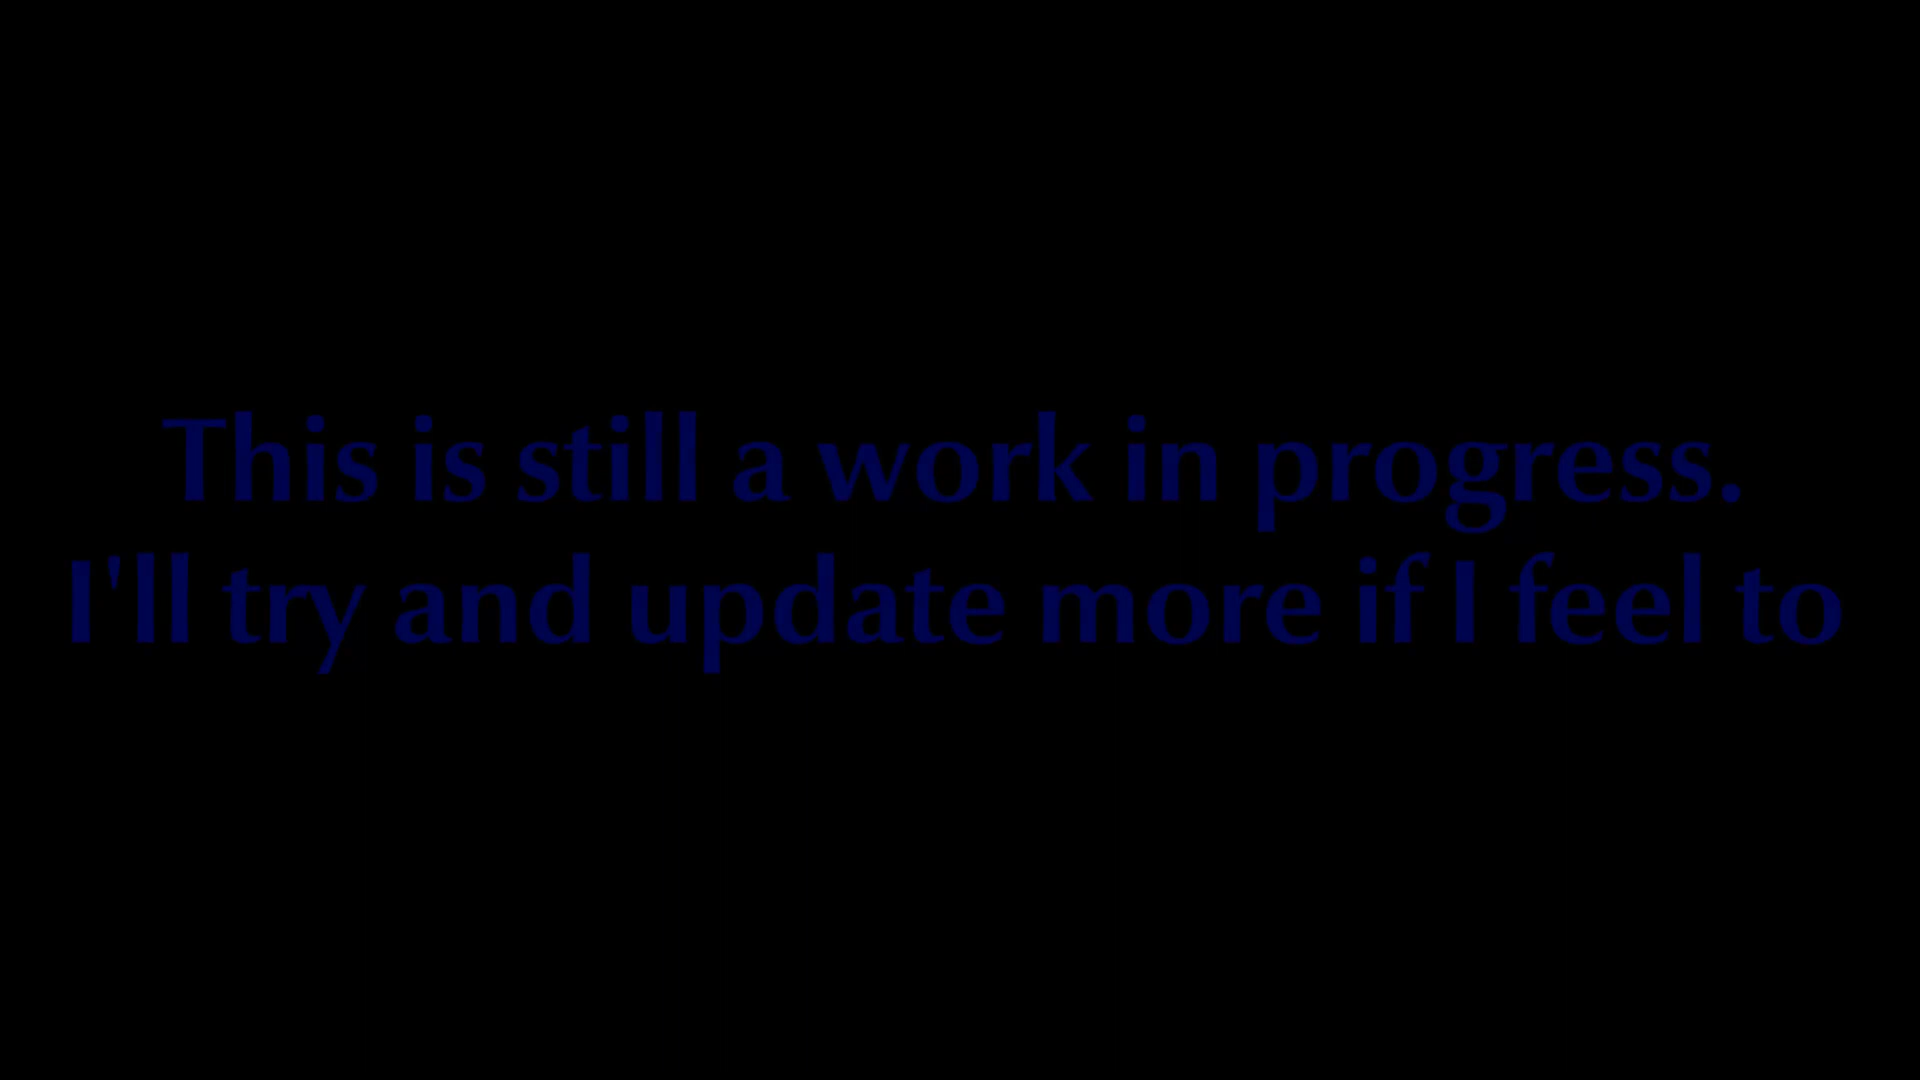 This is still a work in progress.
I'll try and update more if I feel to